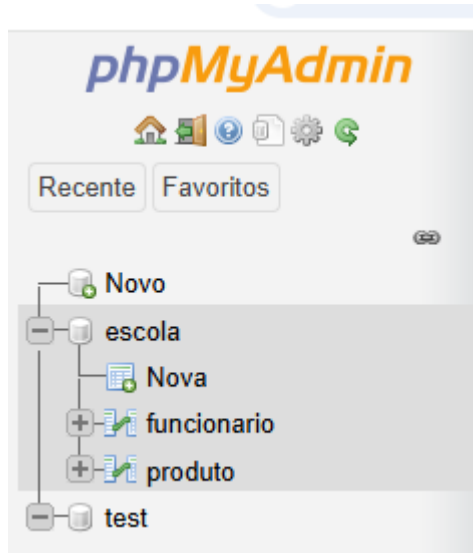 phpMyAdmin
Recente Favoritos
Novo
escola
Nova
funcionario
produto
test